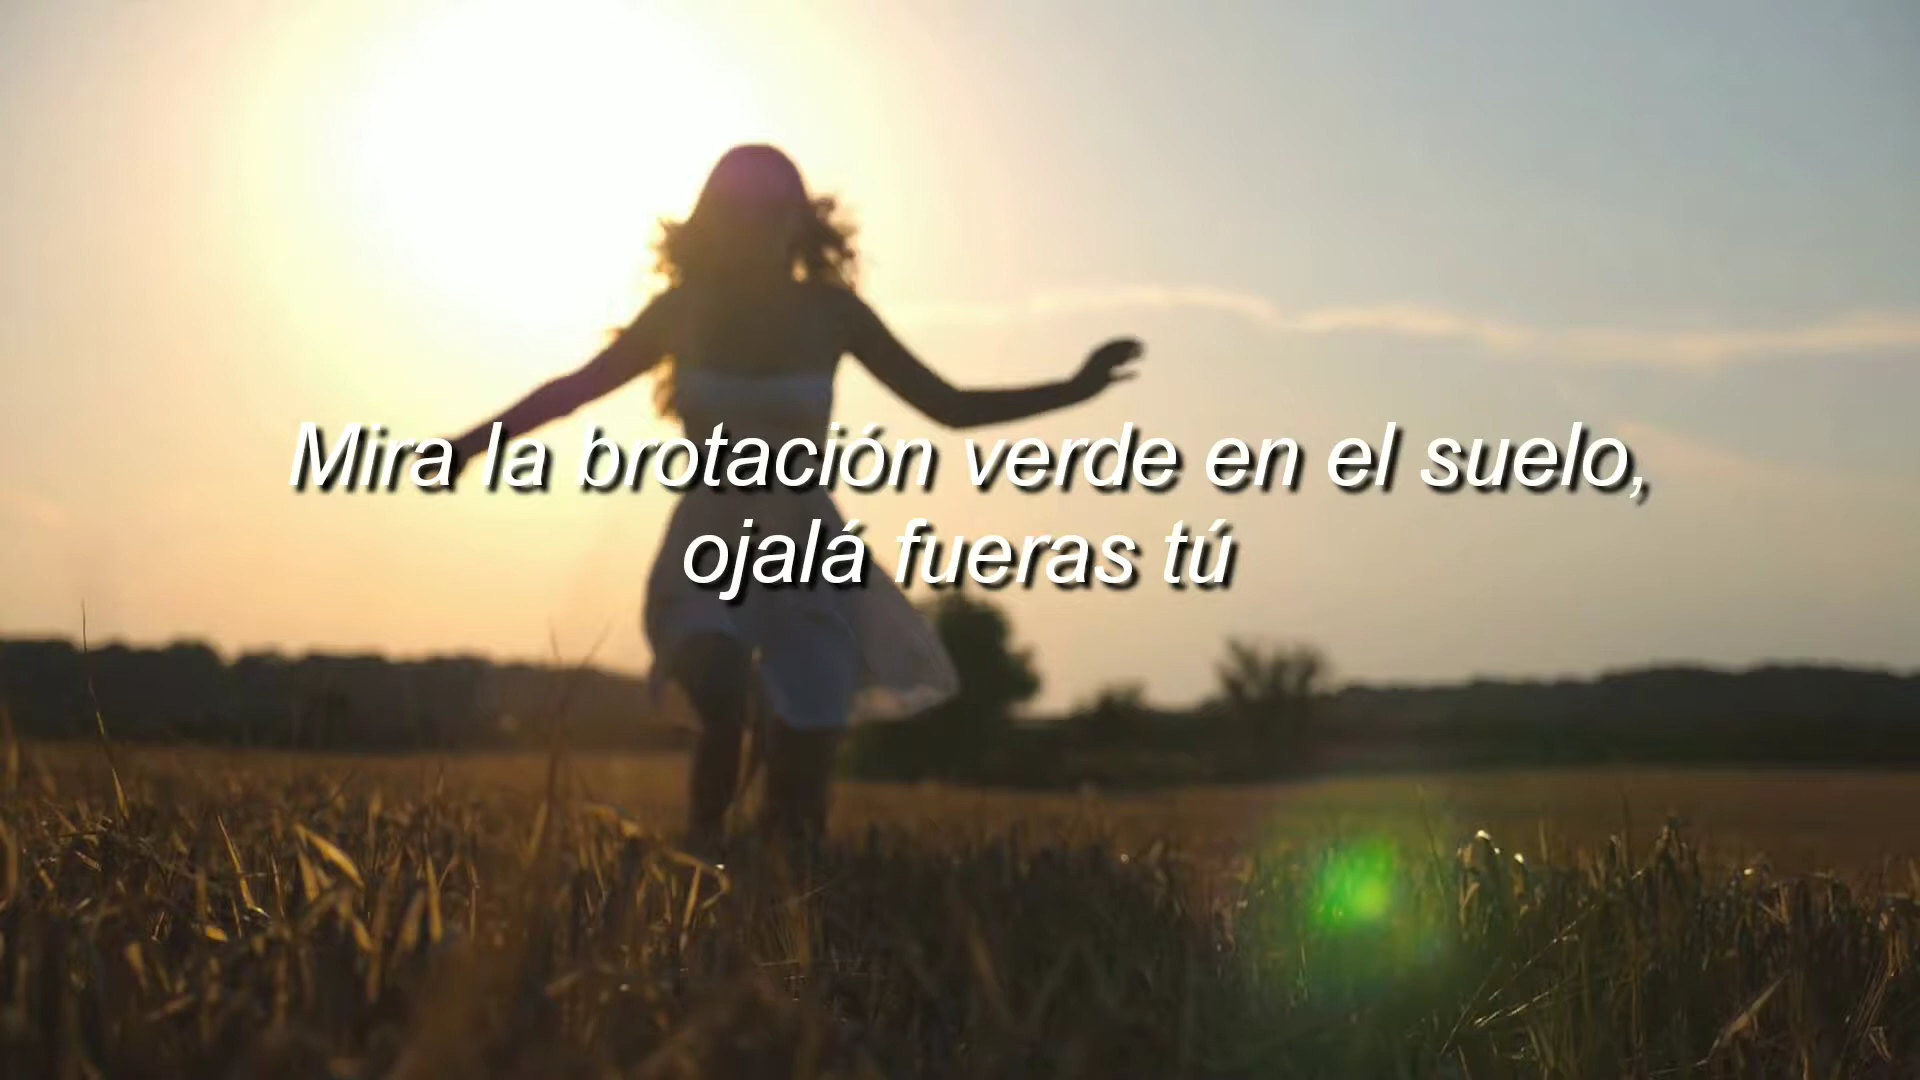 Mira la brotación verde en el suelo,
ojalá fueras tú